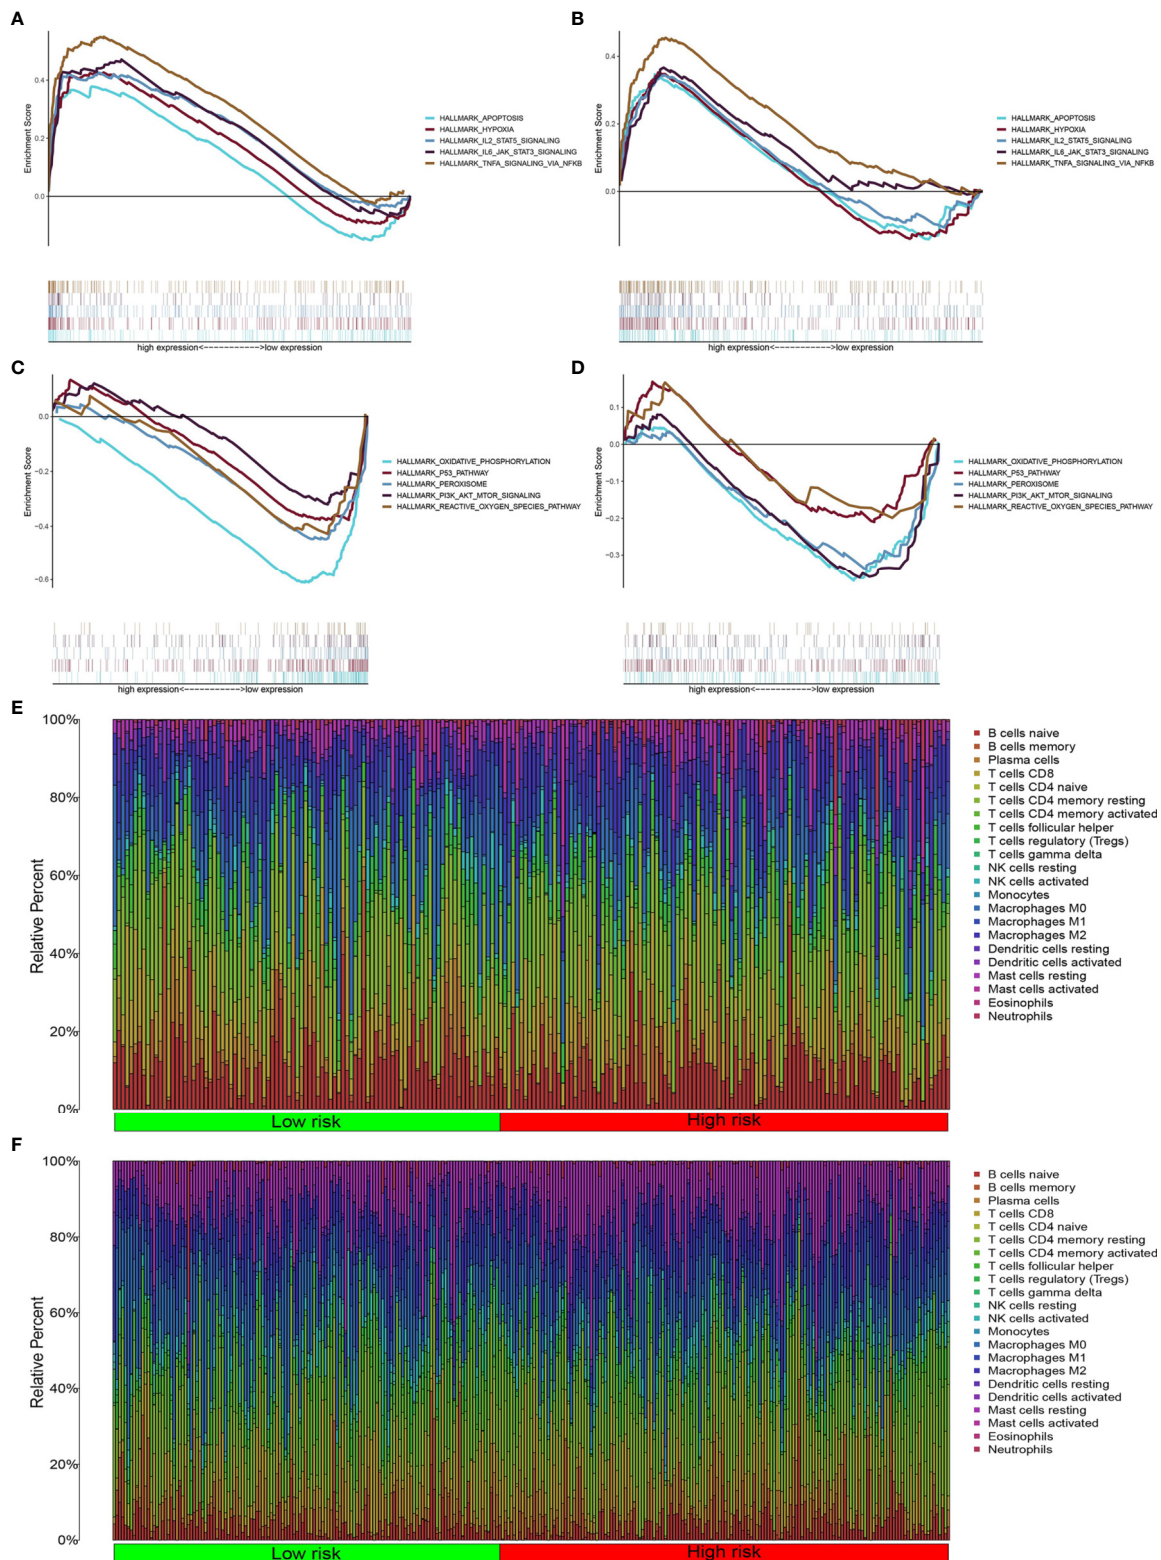 A
Enrichment Score
0.4
0.2
0.0
HALLMARK_APOPTOSIS
HALLMARK_HYPOXIA
HALLMARK_IL2_STAT5_SIGNALING
HALLMARK_IL6_JAK_STAT3_SIGNALING
HALLMARK_TNFA_SIGNALING_VIA_NFKB
high expression<------------->low expression
B
Enrichment Score
0.4
0.2
0.0
HALLMARK_APOPTOSIS
HALLMARK_HYPOXIA
HALLMARK_IL2_STAT5_SIGNALING
HALLMARK_IL6_JAK_STAT3_SIGNALING
HALLMARK_TNFA_SIGNALING_VIA_NFKB
high expression<------------->low expression
C
Enrichment Score
0.0
−0.2
−0.4
−0.6
HALLMARK_OXIDATIVE_PHOSPHORYLATION
HALLMARK_P53_PATHWAY
HALLMARK_PEROXISOME
HALLMARK_PI3K_AKT_MTOR_SIGNALING
HALLMARK_REACTIVE_OXYGEN_SPECIES_PATHWAY
high expression<------------->low expression
D
Enrichment Score
0.1
0.0
−0.1
−0.2
−0.3
HALLMARK_OXIDATIVE_PHOSPHORYLATION
HALLMARK_P53_PATHWAY
HALLMARK_PEROXISOME
HALLMARK_PI3K_AKT_MTOR_SIGNALING
HALLMARK_REACTIVE_OXYGEN_SPECIES_PATHWAY
high expression<------------->low expression
E
Relative Percent
100%
80%
60%
40%
20%
0%
Low risk
High risk
B cells naive
B cells memory
Plasma cells
T cells CD8
T cells CD4 naive
T cells CD4 memory resting
T cells CD4 memory activated
T cells follicular helper
T cells regulatory (Tregs)
T cells gamma delta
NK cells resting
NK cells activated
Monocytes
Macrophages M0
Macrophages M1
Macrophages M2
Dendritic cells resting
Dendritic cells activated
Mast cells resting
Mast cells activated
Eosinophils
Neutrophils
F
Relative Percent
100%
80%
60%
40%
20%
0%
Low risk
High risk
B cells naive
B cells memory
Plasma cells
T cells CD8
T cells CD4 naive
T cells CD4 memory resting
T cells CD4 memory activated
T cells follicular helper
T cells regulatory (Tregs)
T cells gamma delta
NK cells resting
NK cells activated
Monocytes
Macrophages M0
Macrophages M1
Macrophages M2
Dendritic cells resting
Dendritic cells activated
Mast cells resting
Mast cells activated
Eosinophils
Neutrophils